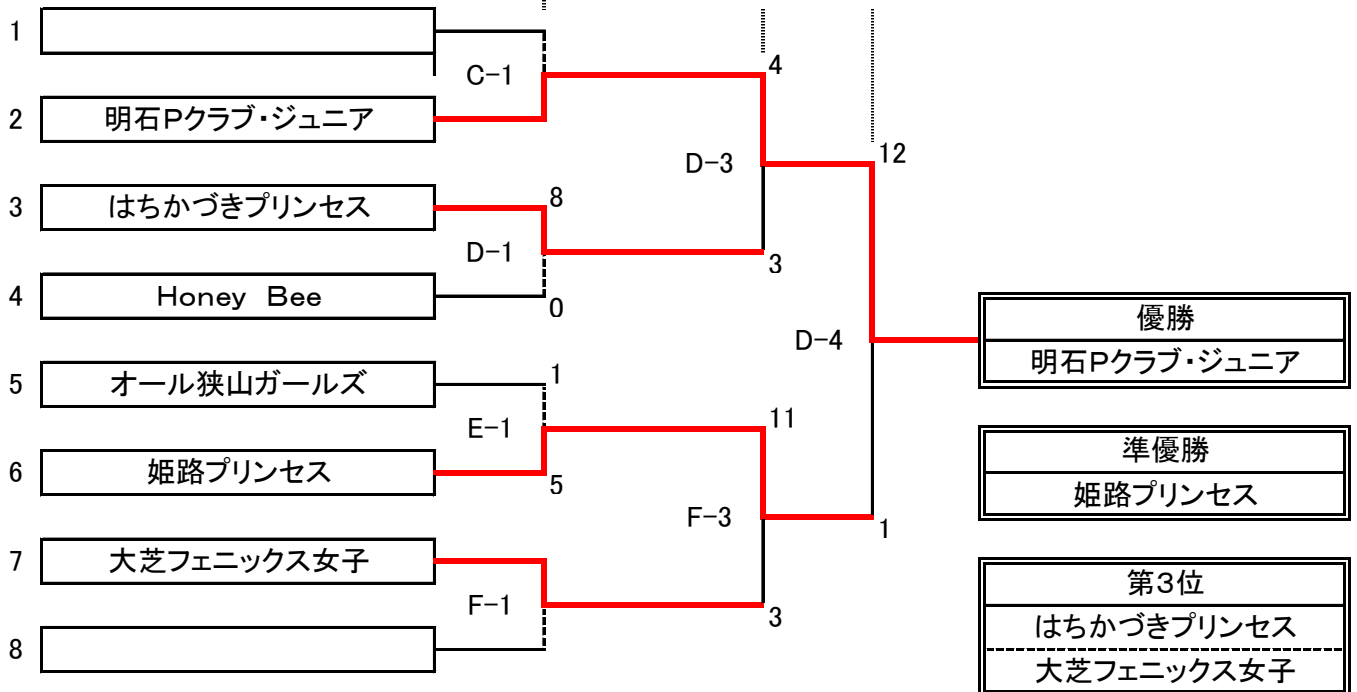 1
C-1
4
2 明石Pクラブ・ジュニア
D-3
12
3 はちかづきプリンセス
8
D-1
3
4 Honey Bee
0
優勝
D-4
明石Pクラブ・ジュニア
5 オール狭山ガールズ
1
E-1
11
準優勝
6 姫路プリンセス
5
姫路プリンセス
F-3
1
7 大芝フェニックス女子
第3位
F-1
3
はちかづきプリンセス
8
大芝フェニックス女子